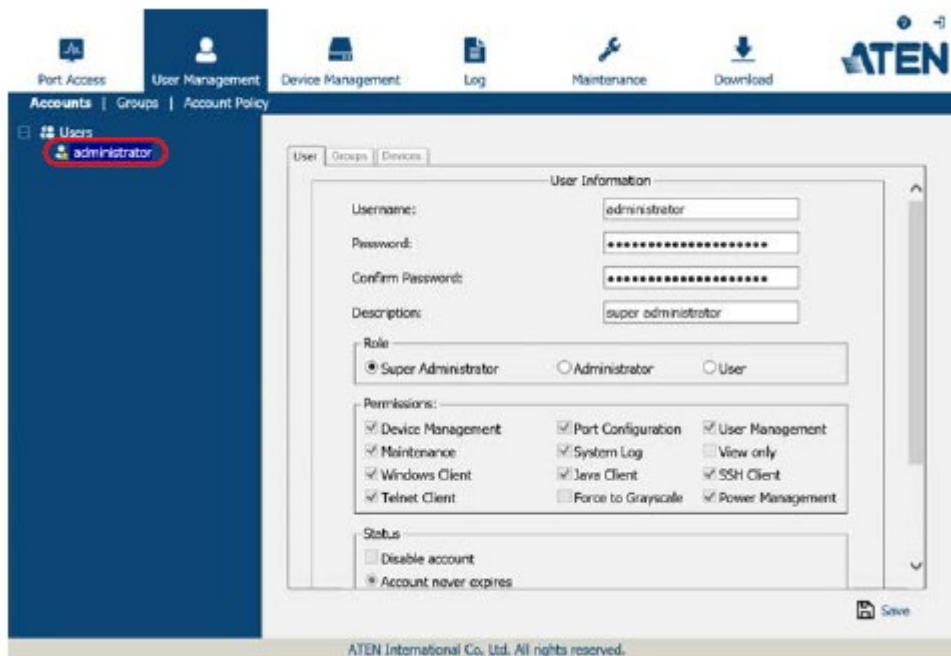 ATEN
Port Access
User Management
Device Management
Log
Maintenance
Download
Accounts | Groups | Account Policy
Users
administrator
User
Groups
Devices
User Information
Username:
administrator
Password:
Confirm Password:
Description:
super administrator
Role
Super Administrator
Administrator
User
Permissions:
Device Management
Port Configuration
User Management
Maintenance
System Log
View only
Windows Client
Java Client
SSH Client
Telnet Client
Force to Grayscale
Power Management
Status
Disable account
Account never expires
Save
ATEN International Co. Ltd. All rights reserved.